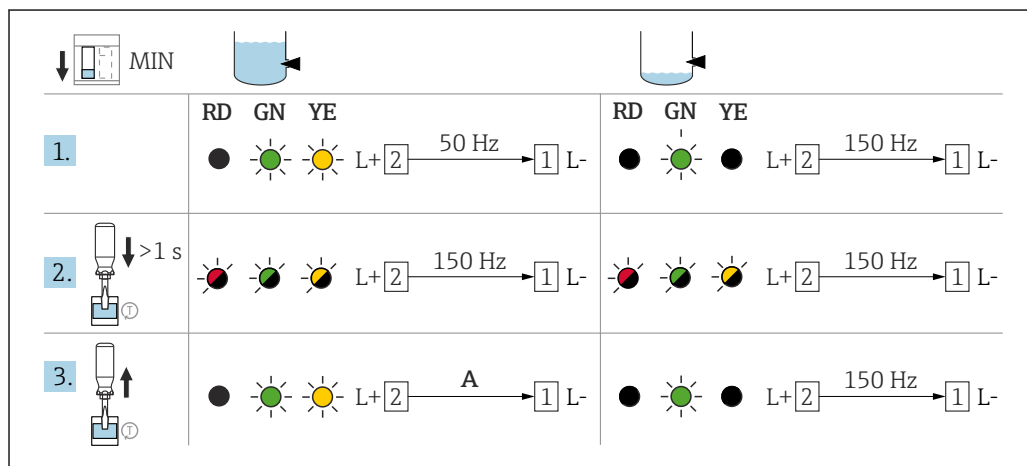 MIN
RD GN YE RD GN YE
1. L+ 2 50 Hz 1 L- L+ 2 150 Hz 1 L-
2. >1 s T L+ 2 150 Hz 1 L- L+ 2 150 Hz 1 L-
3. T L+ 2 A 1 L- L+ 2 150 Hz 1 L-